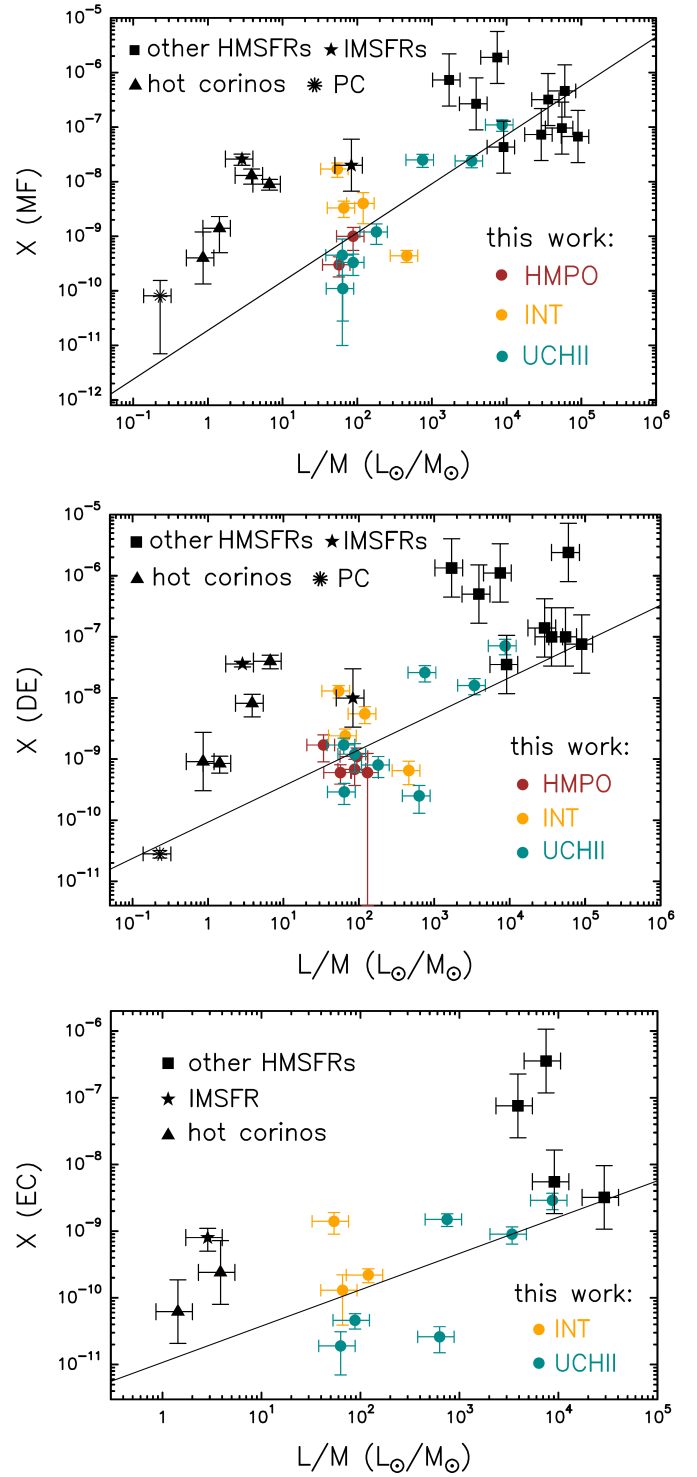 10⁻⁵
10⁻⁶
10⁻⁷
10⁻⁸
10⁻⁹
10⁻¹⁰
10⁻¹¹
10⁻¹²
X (MF)
other HMSFRs IMSFRs
hot corinos PC
this work:
HMPO
INT
UCHII
10⁻¹ 1 10¹ 10² 10³ 10⁴ 10⁵ 10⁶
L/M (L⊙/M⊙)
10⁻⁵
10⁻⁶
10⁻⁷
10⁻⁸
10⁻⁹
10⁻¹⁰
10⁻¹¹
X (DE)
other HMSFRs IMSFRs
hot corinos PC
this work:
HMPO
INT
UCHII
10⁻¹ 1 10¹ 10² 10³ 10⁴ 10⁵ 10⁶
L/M (L⊙/M⊙)
10⁻⁶
10⁻⁷
10⁻⁸
10⁻⁹
10⁻¹⁰
10⁻¹¹
X (EC)
other HMSFRs
IMSFR
hot corinos
this work:
INT
UCHII
1 10¹ 10² 10³ 10⁴ 10⁵
L/M (L⊙/M⊙)